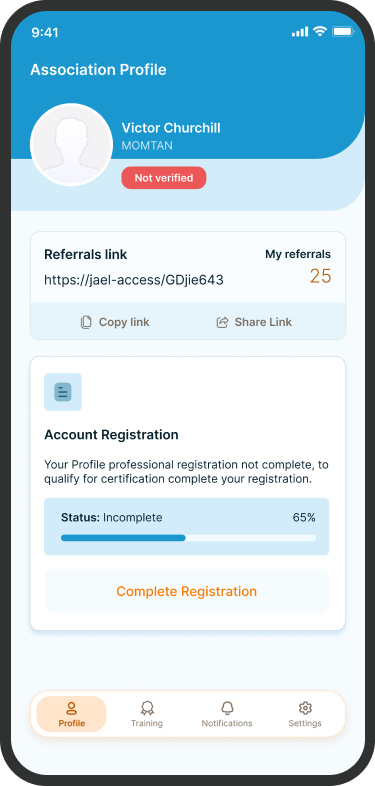 9:41
Association Profile
Victor Churchill
MOMTAN
Not verified
Referrals link
My referrals
https://jael-access/GDjie643
25
Copy link
Share Link
Account Registration
Your Profile professional registration not complete, to
qualify for certification complete your registration.
Status: Incomplete
65%
Complete Registration
Profile
Training
Notifications
Settings